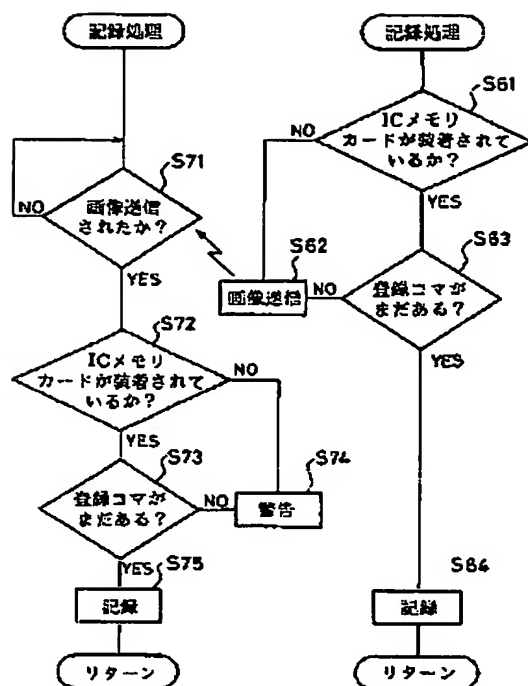 記録処理
S71
画像送信
されたか?
NO
YES
S72
ICメモリ
カードが装着されて
いるか?
NO
YES
S73
登録コマが
まだある?
NO
S74
警告
YES
S75
記録
リターン
記録処理
S61
ICメモリ
カードが装着されて
いるか?
NO
YES
S62
画像送信
S63
登録コマが
まだある?
NO
YES
S64
記録
リターン